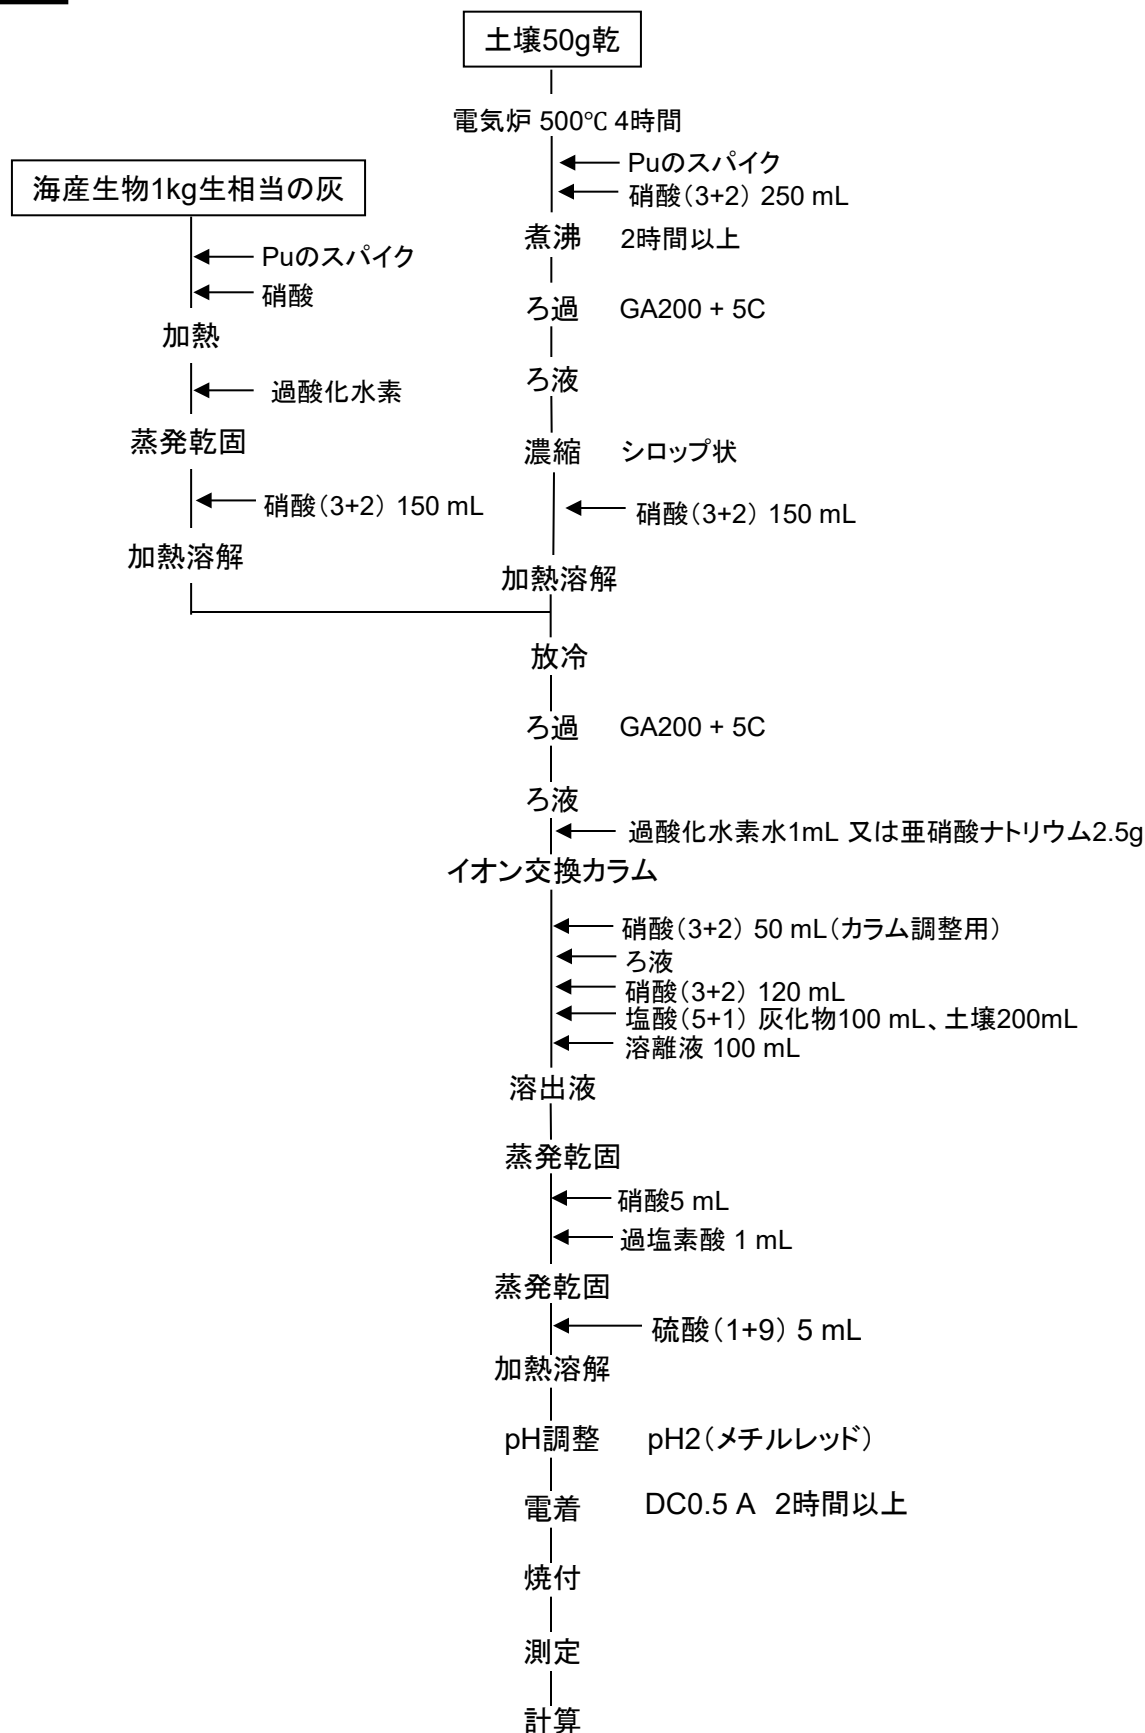 土壌50g乾
電気炉 500℃ 4時間
Puのスパイク
硝酸（3+2） 250 mL
煮沸 2時間以上
ろ過 GA200 + 5C
ろ液
濃縮 シロップ状
硝酸（3+2） 150 mL
加熱溶解
海産生物1kg生相当の灰
Puのスパイク
硝酸
加熱
過酸化水素
蒸発乾固
硝酸（3+2） 150 mL
加熱溶解
放冷
ろ過 GA200 + 5C
ろ液
過酸化水素水1mL 又は亜硝酸ナトリウム2.5g
イオン交換カラム
硝酸（3+2） 50 mL（カラム調整用）
ろ液
硝酸（3+2） 120 mL
塩酸（5+1） 灰化物100 mL、土壌200mL
溶離液 100 mL
溶出液
蒸発乾固
硝酸5 mL
過塩素酸 1 mL
蒸発乾固
硫酸（1+9） 5 mL
加熱溶解
pH調整 pH2（メチルレッド）
電着 DC0.5 A 2時間以上
焼付
測定
計算